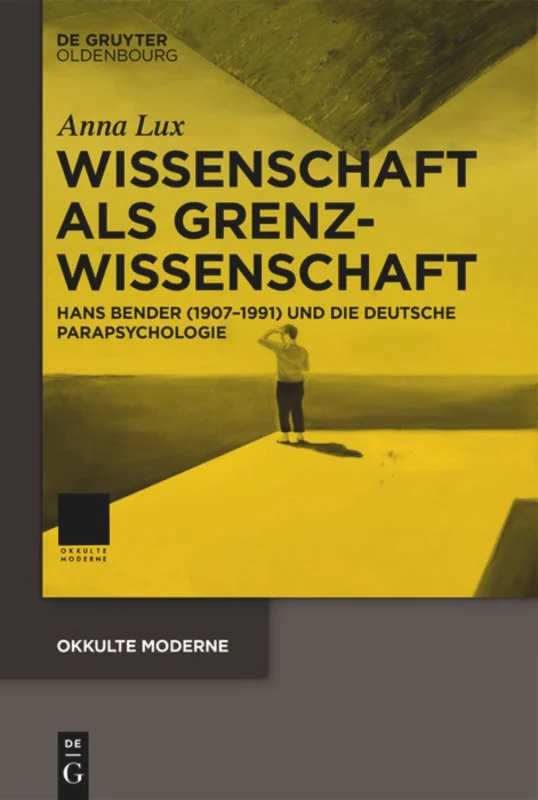 DE GRUYTER
OLDENBOURG
Anna Lux
WISSENSCHAFT
ALS GRENZ-
WISSENSCHAFT
HANS BENDER (1907–1991) UND DIE DEUTSCHE
PARAPSYCHOLOGIE
OKKULTE
MODERNE
OKKULTE MODERNE
DE
G